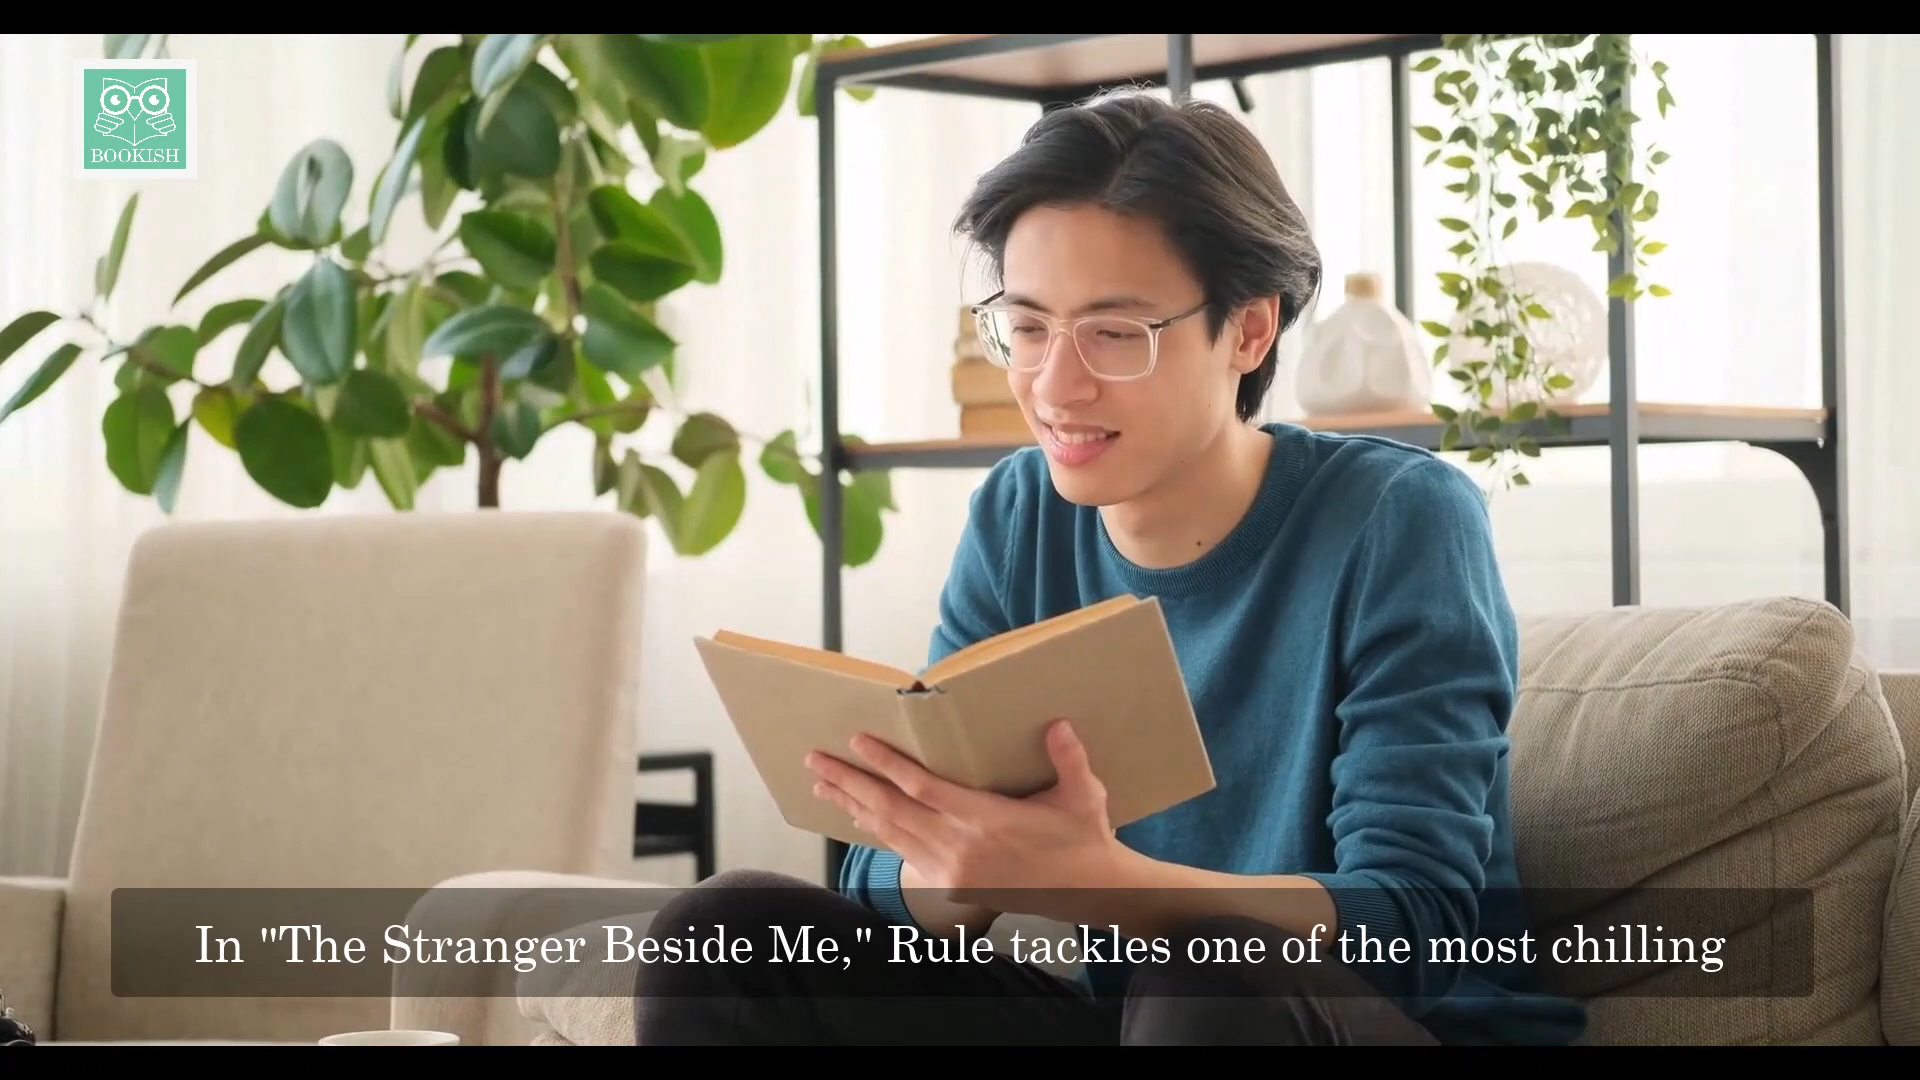 BOOKISH
In "The Stranger Beside Me," Rule tackles one of the most chilling